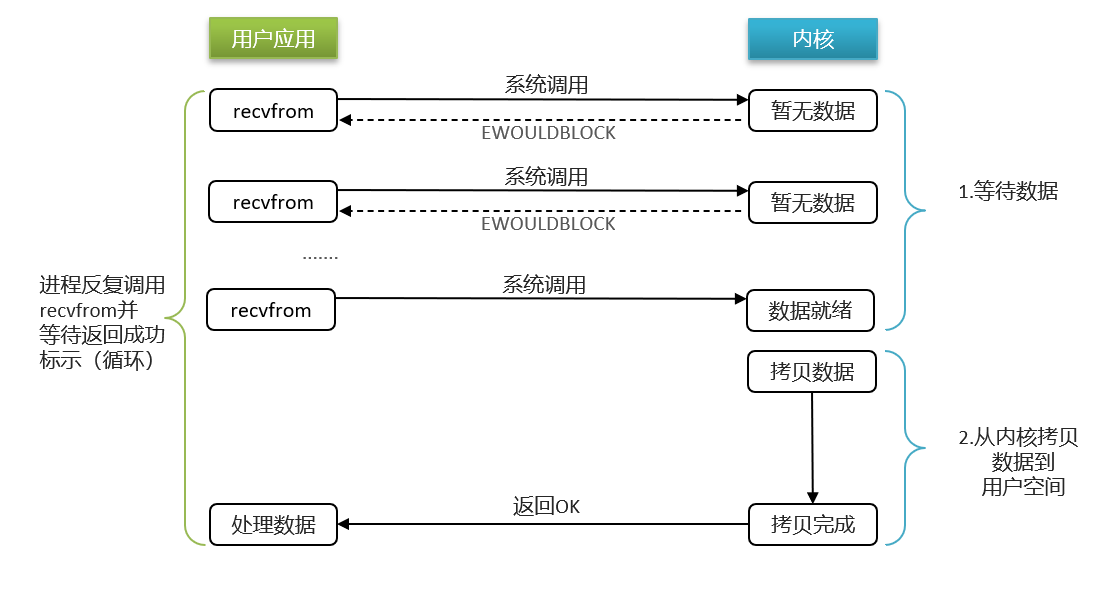 用户应用
内核
系统调用
recvfrom
暂无数据
EWOULDBLOCK
系统调用
recvfrom
暂无数据
EWOULDBLOCK
1.等待数据
.......
进程反复调用
recvfrom并
等待返回成功
标示（循环）
系统调用
recvfrom
数据就绪
拷贝数据
2.从内核拷贝
数据到
用户空间
返回OK
处理数据
拷贝完成